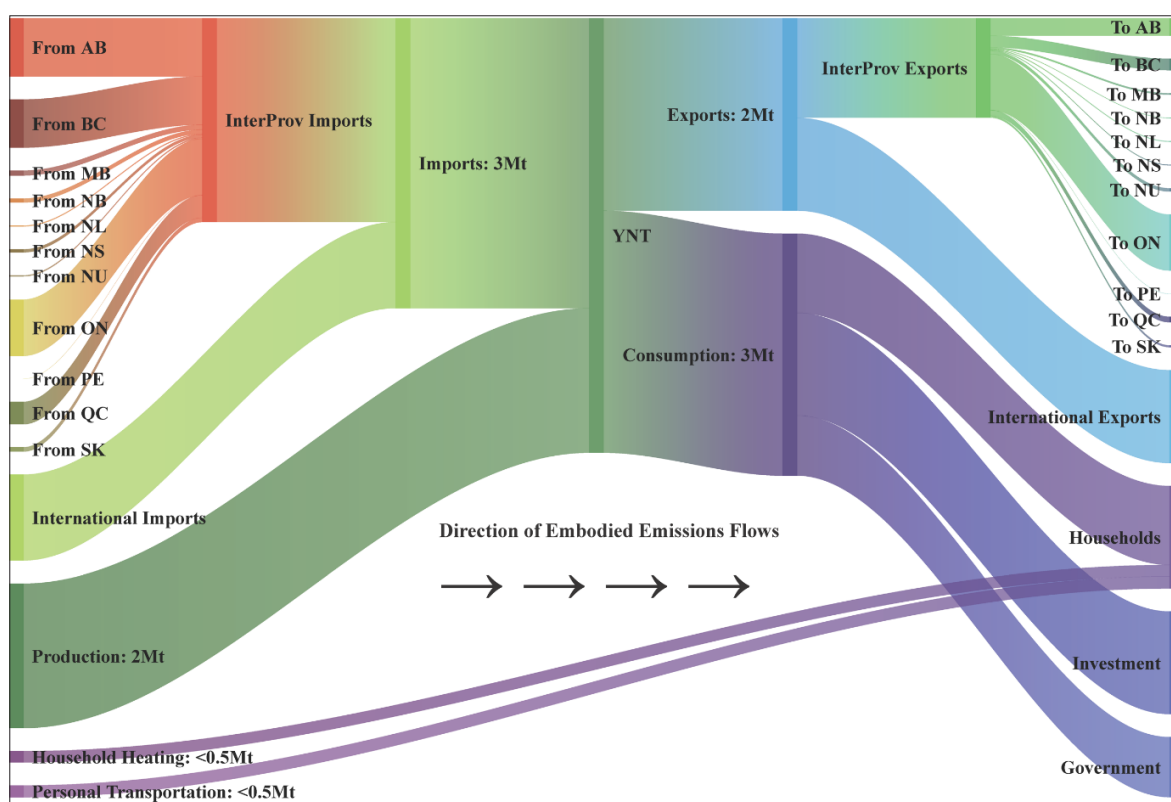 From AB
From BC
From MB
From NB
From NL
From NS
From NU
From ON
From PE
From QC
From SK
International Imports
Production: 2Mt
Household Heating: <0.5Mt
Personal Transportation: <0.5Mt
InterProv Imports
Imports: 3Mt
YNT
Exports: 2Mt
Consumption: 3Mt
Direction of Embodied Emissions Flows
InterProv Exports
To AB
To BC
To MB
To NB
To NL
To NS
To NU
To ON
To PE
To QC
To SK
International Exports
Households
Investment
Government